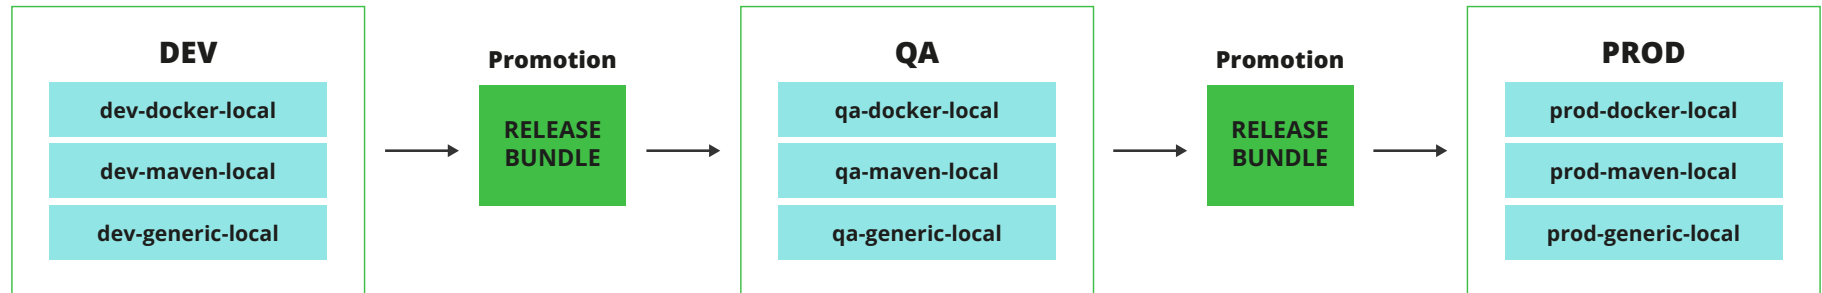 DEV
dev-docker-local
dev-maven-local
dev-generic-local
Promotion
RELEASE
BUNDLE
QA
qa-docker-local
qa-maven-local
qa-generic-local
Promotion
RELEASE
BUNDLE
PROD
prod-docker-local
prod-maven-local
prod-generic-local